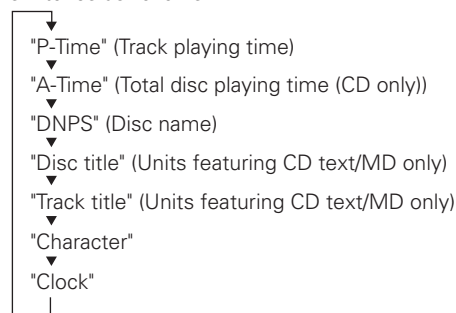 "P-Time" (Track playing time)
"A-Time" (Total disc playing time (CD only))
"DNPS" (Disc name)
"Disc title" (Units featuring CD text/MD only)
"Track title" (Units featuring CD text/MD only)
"Character"
"Clock"